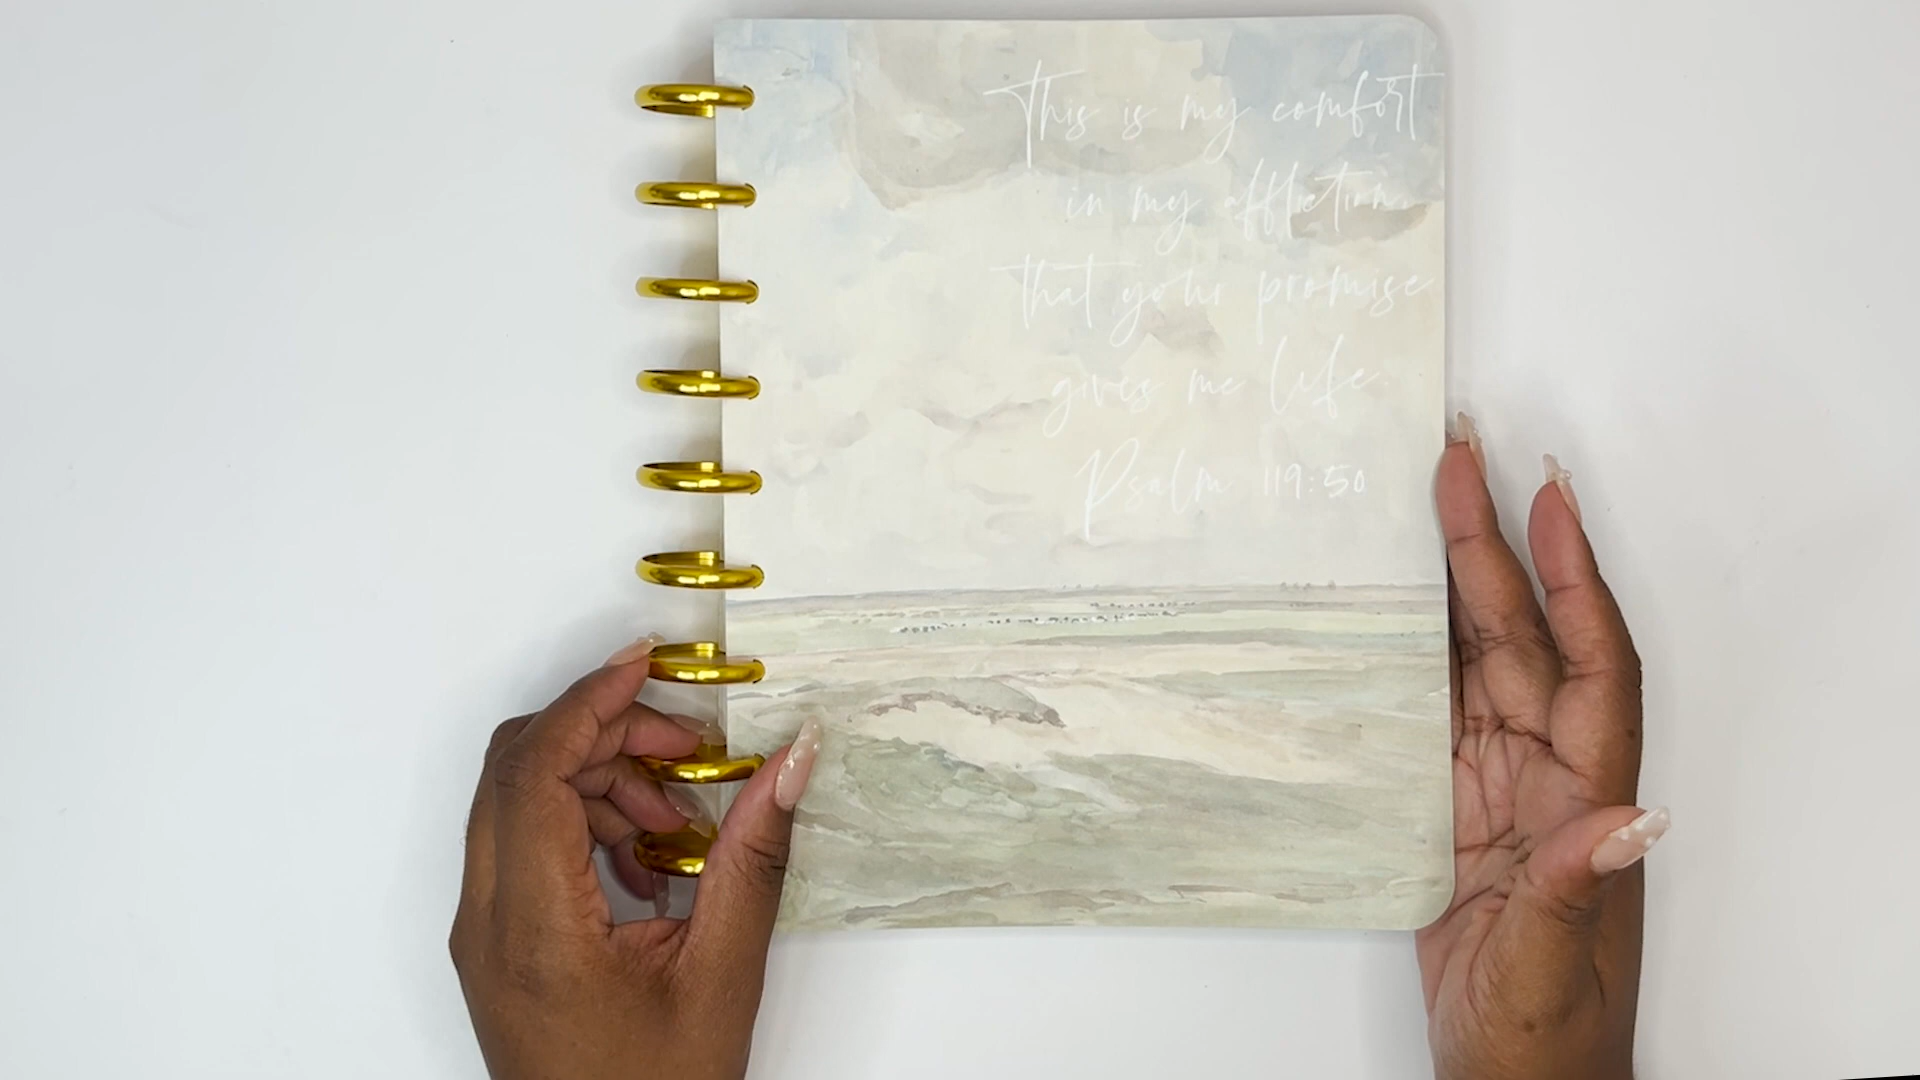 This is my comfort
in my affliction,
that your promise
gives me life.
Psalm 119:50